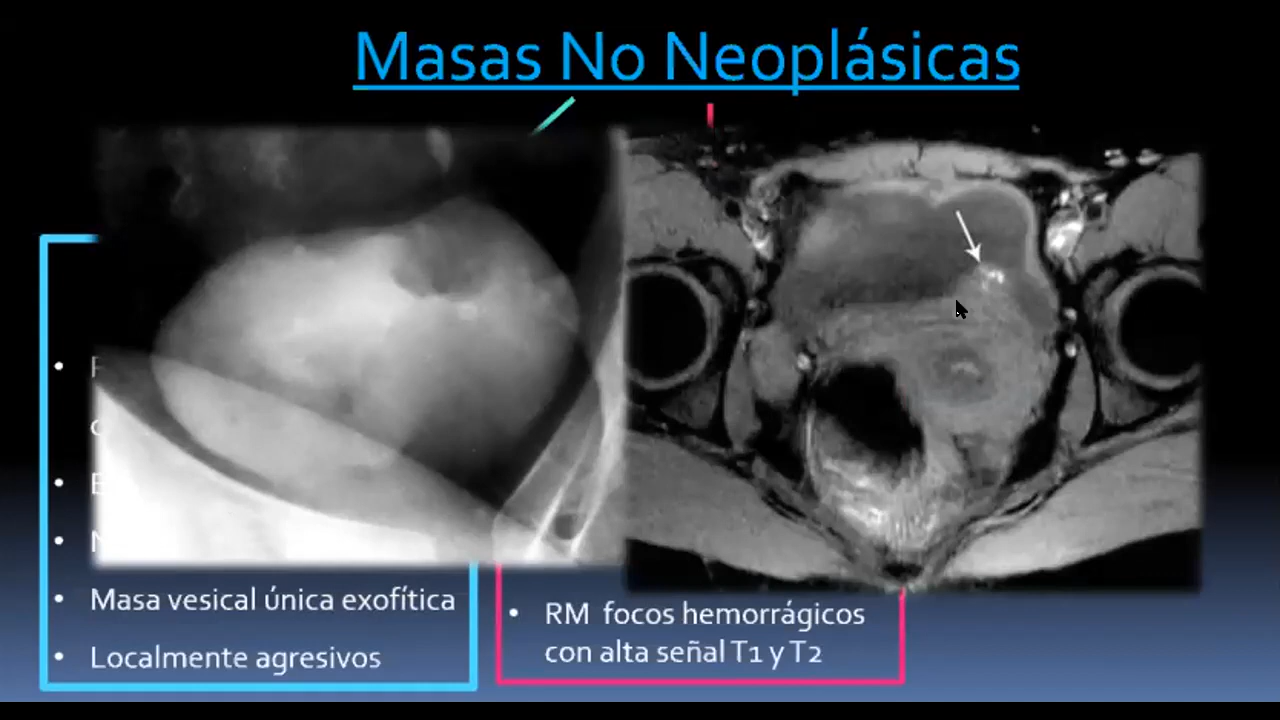 Masas No Neoplásicas
• Masa vesical única exofítica
• Localmente agresivos
• RM focos hemorrágicos
con alta señal T1 y T2